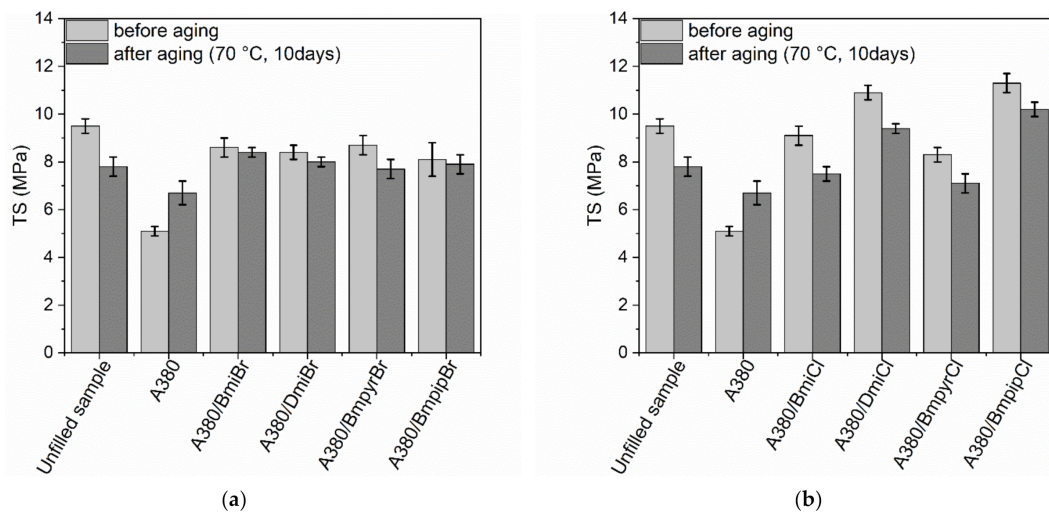 14
12
10
8
6
4
2
0
TS (MPa)
before aging
after aging (70 °C, 10days)
Unfilled sample
A380
A380/BmiBr
A380/DmiBr
A380/BmpyrBr
A380/BmpipBr
(a)
14
12
10
8
6
4
2
0
TS (MPa)
before aging
after aging (70 °C, 10days)
Unfilled sample
A380
A380/BmiCl
A380/DmiCl
A380/BmpyrCl
A380/BmpipCl
(b)